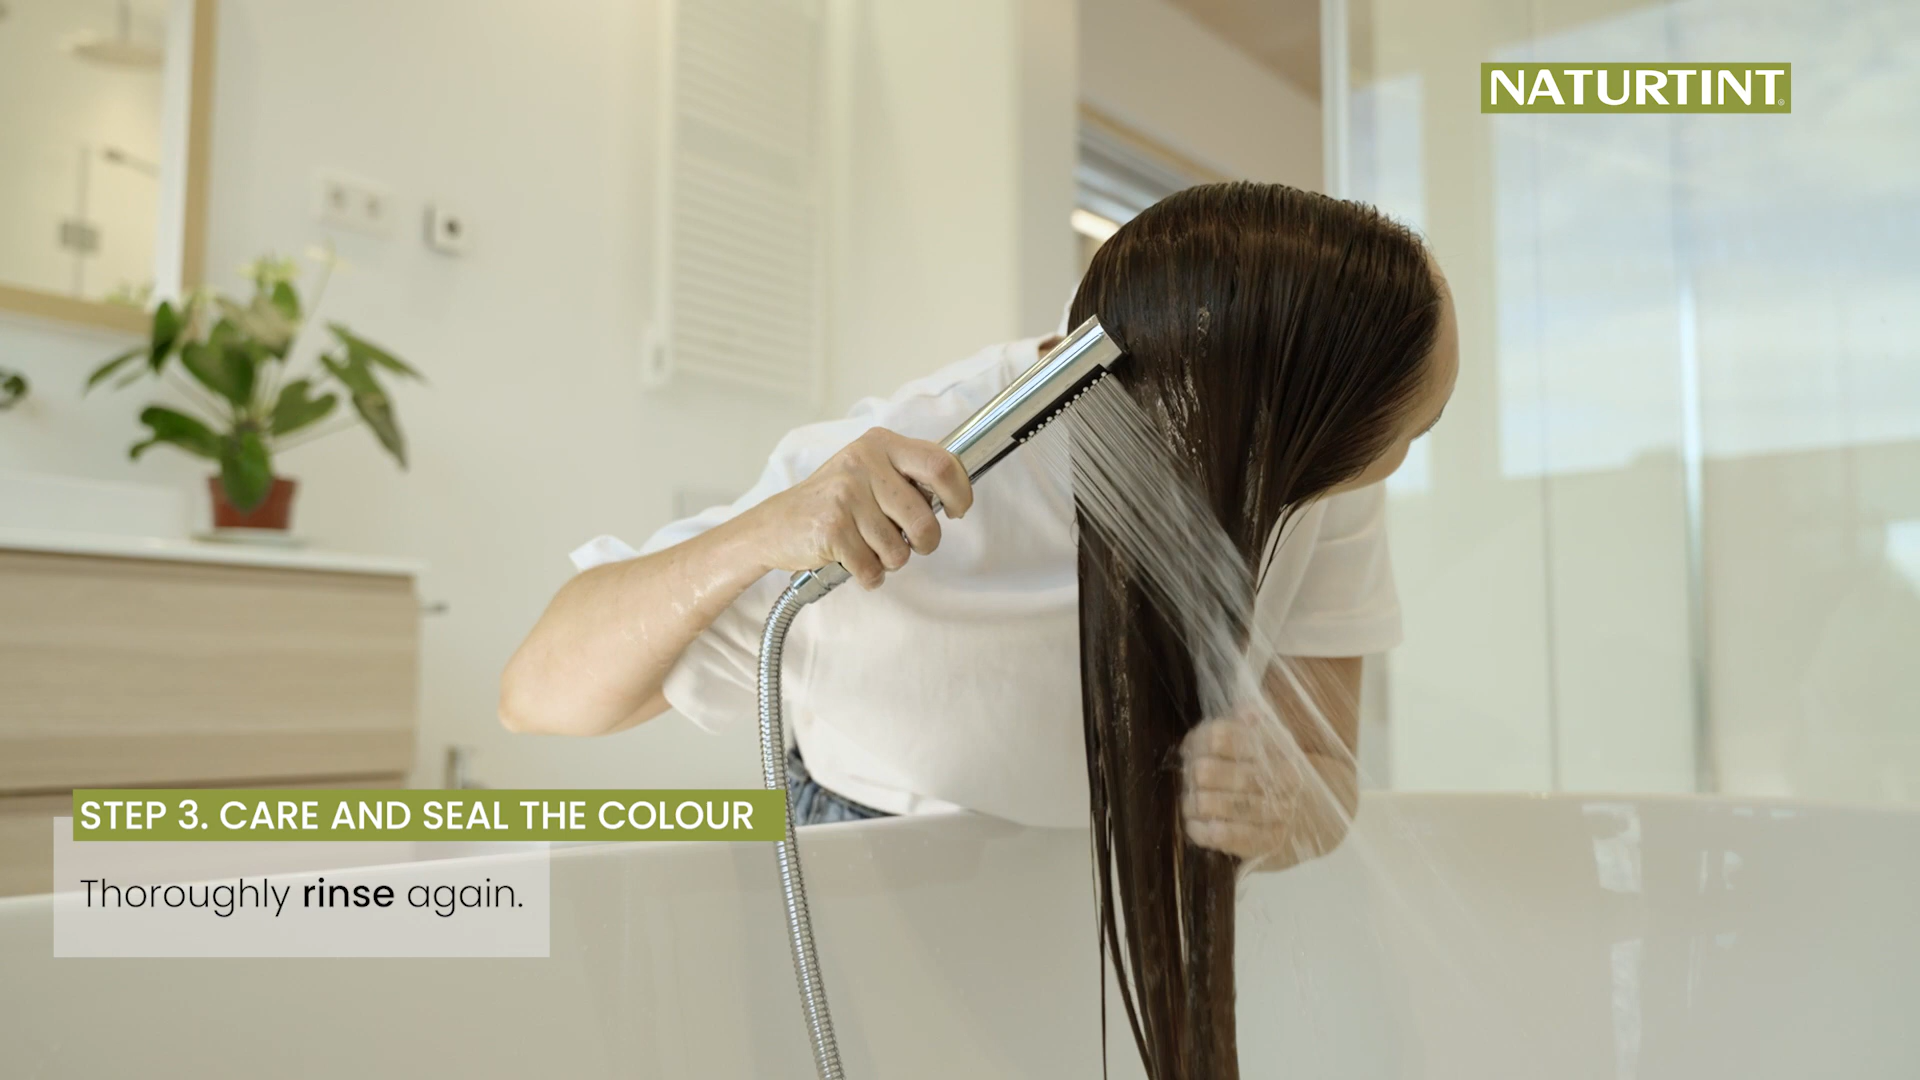 NATURTINT
STEP 3. CARE AND SEAL THE COLOUR
Thoroughly rinse again.